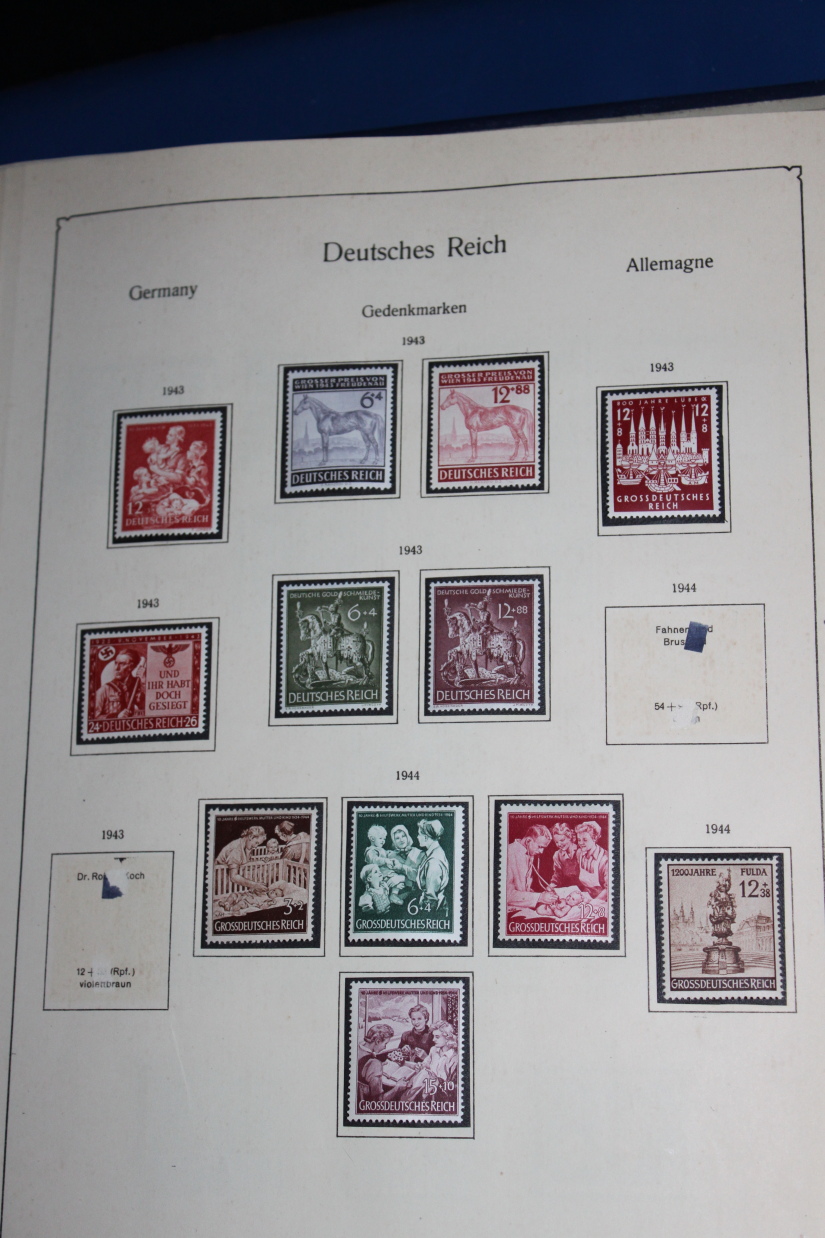 Deutsches Reich
Germany
Allemagne
Gedenkmarken
1943
1943
1943
GROSSER PREIS VON
WIEN 1943 FREUDENAU
6+4
DEUTSCHES REICH
GROSSER PREIS VON
WIEN 1943 FREUDENAU
12+88
DEUTSCHES REICH
12
DEUTSCHES REICH
900 JAHRE LÜBECK
12+8
12+8
GROSSDEUTSCHES
REICH
1943
1943
1944
UND
IHR HABT
DOCH
GESIEGT
24+DEUTSCHES REICH+26
DEUTSCHE GOLDSCHMIEDE-
KUNST
6+4
DEUTSCHES REICH
DEUTSCHE GOLDSCHMIEDE-
KUNST
12+88
DEUTSCHES REICH
54+ (Rpf.)
1944
1943
1944
Dr. Koch
12+ (Rpf.)
violettbraun
3+2
GROSSDEUTSCHES REICH
6+4
GROSSDEUTSCHES REICH
12+8
GROSSDEUTSCHES REICH
1200 JAHRE FULDA
12+38
GROSSDEUTSCHES REICH
15+10
GROSSDEUTSCHES REICH